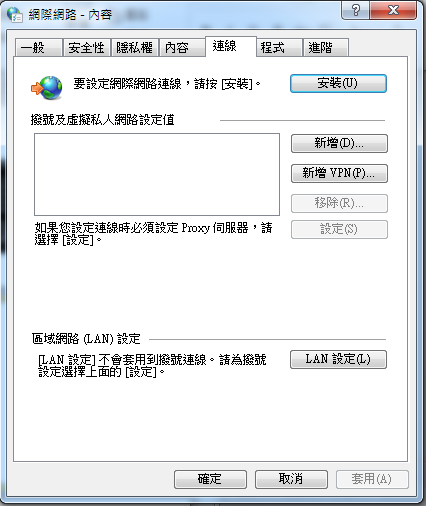 網際網路 - 內容
一般 安全性 隱私權 內容 連線 程式 進階
要設定網際網路連線，請按 [安裝]。
安裝(U)
撥號及虛擬私人網路設定值
新增(D)...
新增 VPN(P)...
移除(R)...
設定(S)
如果您設定連線時必須設定 Proxy 伺服器，請
選擇 [設定]。
區域網路 (LAN) 設定
[LAN 設定] 不會套用到撥號連線。請為撥號
設定選擇上面的 [設定]。
LAN 設定(L)
確定 取消 套用(A)